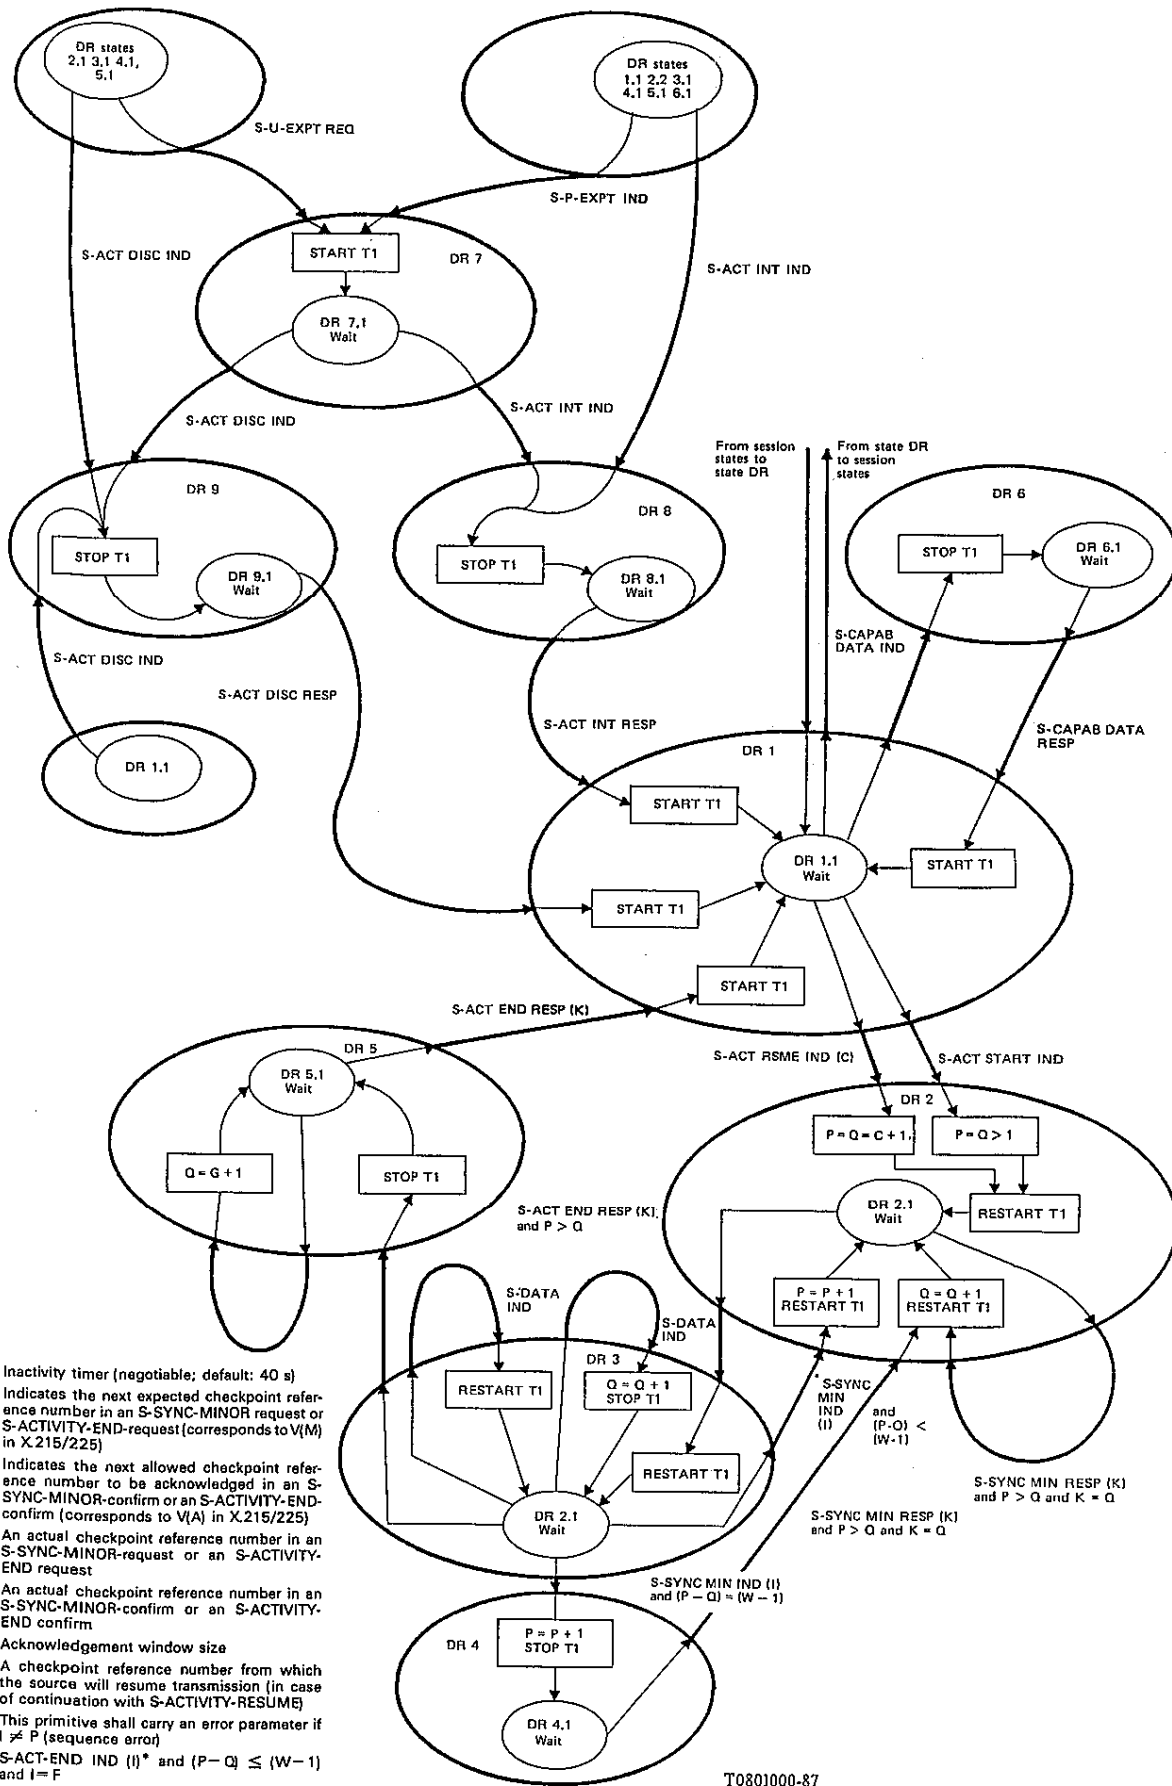 DR states
2.1 3.1 4.1,
5.1
DR states
1.1 2.2 3.1
4.1 5.1 6.1
S-U-EXPT REQ
S-P-EXPT IND
START T1
DR 7
S-ACT DISC IND
S-ACT INT IND
DR 7.1
Wait
S-ACT DISC IND
S-ACT INT IND
From session
states to
state DR
From state DR
to session
states
DR 9
DR 8
DR 6
STOP T1
DR 9.1
Wait
STOP T1
DR 8.1
Wait
STOP T1
DR 6.1
Wait
S-ACT DISC IND
S-ACT DISC RESP
S-CAPAB
DATA IND
S-ACT INT RESP
S-CAPAB DATA
RESP
DR 1.1
DR 1
START T1
DR 1.1
Wait
START T1
START T1
START T1
S-ACT END RESP (K)
S-ACT RSME IND (C)
S-ACT START IND
DR 5
DR 5.1
Wait
DR 2
P=Q=C+1,
P=Q>1
Q=G+1
STOP T1
S-ACT END RESP (K);
and P > Q
DR 2.1
Wait
RESTART T1
P = P+1
RESTART T1
Q = Q+1
RESTART T1
S-DATA
IND
S-DATA
IND
DR 3
RESTART T1
Q = Q+1
STOP T1
RESTART T1
S-SYNC
MIN
IND
(I)
and
(P-Q) <
(W-1)
S-SYNC MIN RESP (K)
and P > Q and K = Q
S-SYNC MIN RESP (K)
and P > Q and K = Q
DR 2.1
Wait
S-SYNC MIN IND (I)
and (P – Q) = (W – 1)
DR 4
P = P+1
STOP T1
DR 4.1
Wait
Inactivity timer (negotiable; default: 40 s)
Indicates the next expected checkpoint refer-
ence number in an S-SYNC-MINOR request or
S-ACTIVITY-END-request (corresponds to V(M)
in X.215/225)
Indicates the next allowed checkpoint refer-
ence number to be acknowledged in an S-
SYNC-MINOR-confirm or an S-ACTIVITY-END-
confirm (corresponds to V(A) in X.215/225)
An actual checkpoint reference number in an
S-SYNC-MINOR-request or an S-ACTIVITY-
END request
An actual checkpoint reference number in an
S-SYNC-MINOR-confirm or an S-ACTIVITY-
END confirm
Acknowledgement window size
A checkpoint reference number from which
the source will resume transmission (in case
of continuation with S-ACTIVITY-RESUME)
This primitive shall carry an error parameter if
I ≠ P (sequence error)
S-ACT-END IND (I)* and (P–Q) ≤ (W–1)
and I = F
T0801000-87